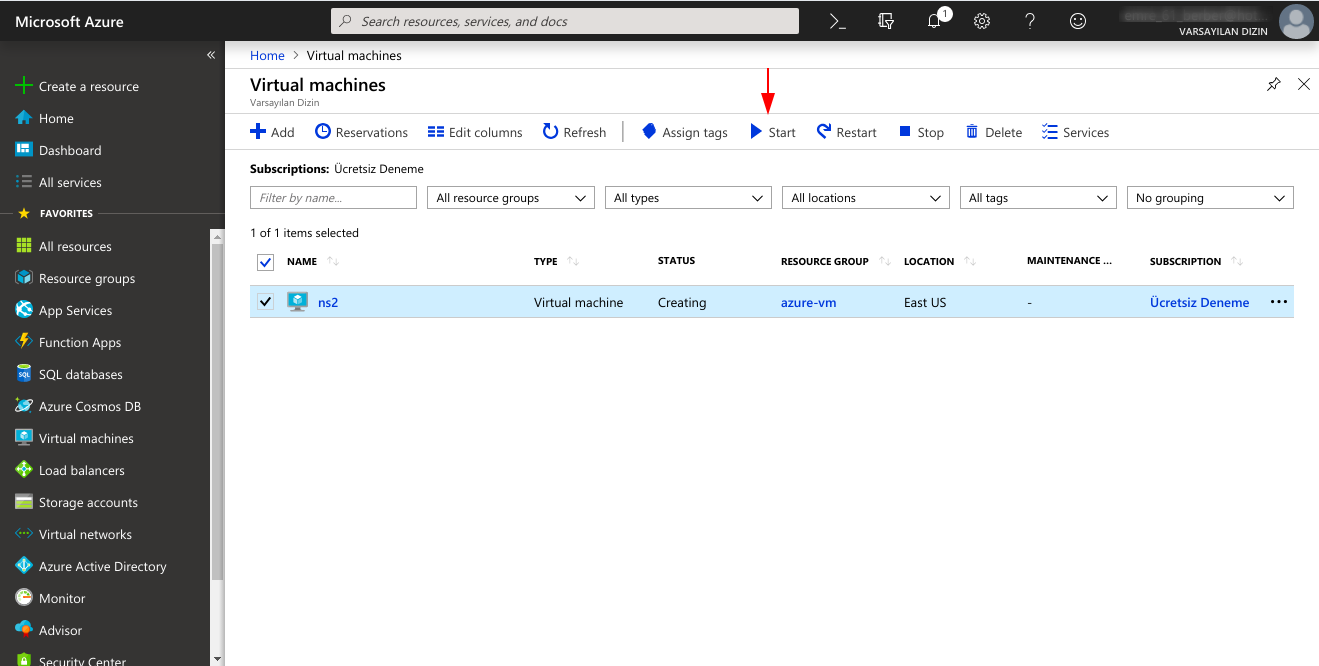 Microsoft Azure
Search resources, services, and docs
1
VARSAYILAN DIZIN
«
Create a resource
Home
Dashboard
All services
FAVORITES
All resources
Resource groups
App Services
Function Apps
SQL databases
Azure Cosmos DB
Virtual machines
Load balancers
Storage accounts
Virtual networks
Azure Active Directory
Monitor
Advisor
Security Center
Home > Virtual machines
Virtual machines
Varsayılan Dizin
Add Reservations Edit columns Refresh Assign tags Start Restart Stop Delete Services
Subscriptions: Ücretsiz Deneme
Filter by name... All resource groups All types All locations All tags No grouping
1 of 1 items selected
NAME TYPE STATUS RESOURCE GROUP LOCATION MAINTENANCE ... SUBSCRIPTION
ns2 Virtual machine Creating azure-vm East US - Ücretsiz Deneme ...